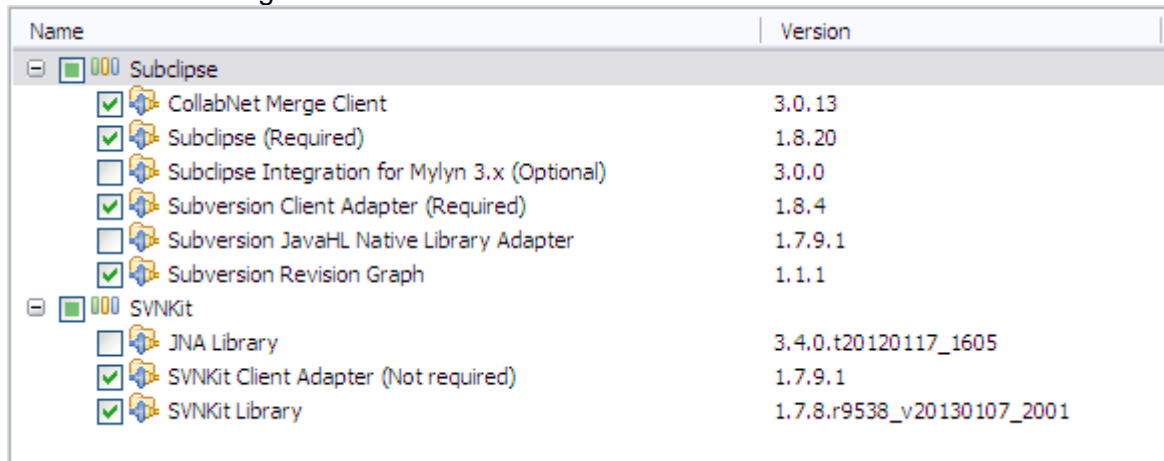 Name Version
Subclipse
CollabNet Merge Client 3.0.13
Subclipse (Required) 1.8.20
Subclipse Integration for Mylyn 3.x (Optional) 3.0.0
Subversion Client Adapter (Required) 1.8.4
Subversion JavaHL Native Library Adapter 1.7.9.1
Subversion Revision Graph 1.1.1
SVNKit
JNA Library 3.4.0.t20120117_1605
SVNKit Client Adapter (Not required) 1.7.9.1
SVNKit Library 1.7.8.r9538_v20130107_2001